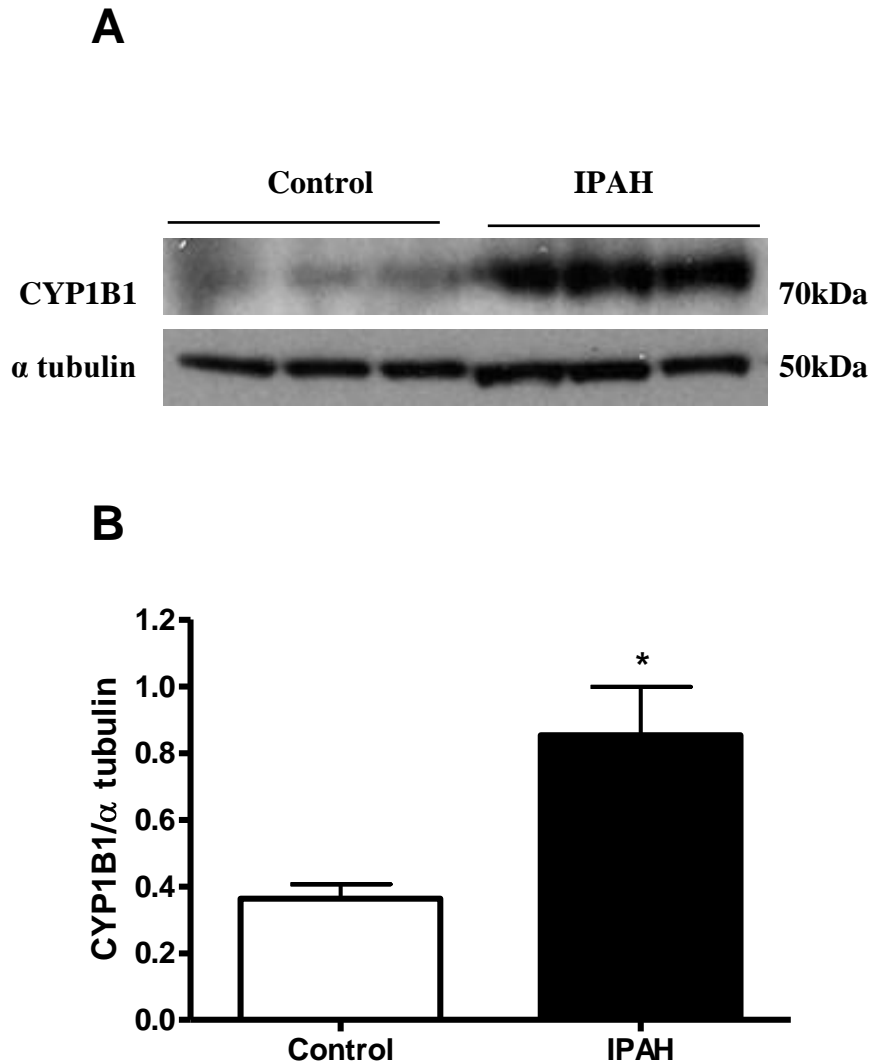 A
Control IPAH
CYP1B1 70kDa
α tubulin 50kDa
B
CYP1B1/α tubulin
1.2
*
1.0
0.8
0.6
0.4
0.2
0.0
Control IPAH